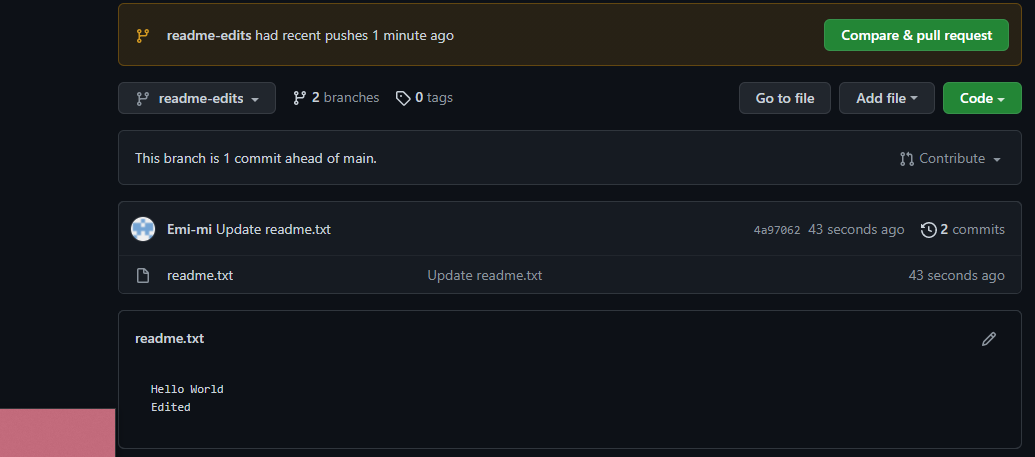 readme-edits had recent pushes 1 minute ago
Compare & pull request
readme-edits
2 branches
0 tags
Go to file
Add file
Code
This branch is 1 commit ahead of main.
Contribute
Emi-mi Update readme.txt
4a97062 43 seconds ago
2 commits
readme.txt
Update readme.txt
43 seconds ago
readme.txt
Hello World
Edited